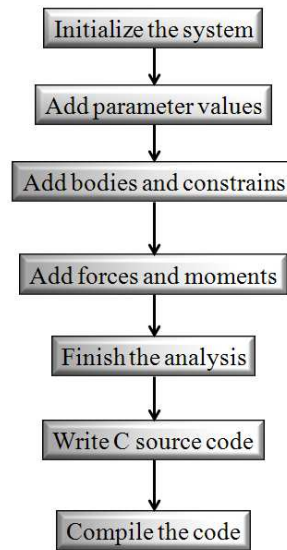 Initialize the system
Add parameter values
Add bodies and constrains
Add forces and moments
Finish the analysis
Write C source code
Compile the code